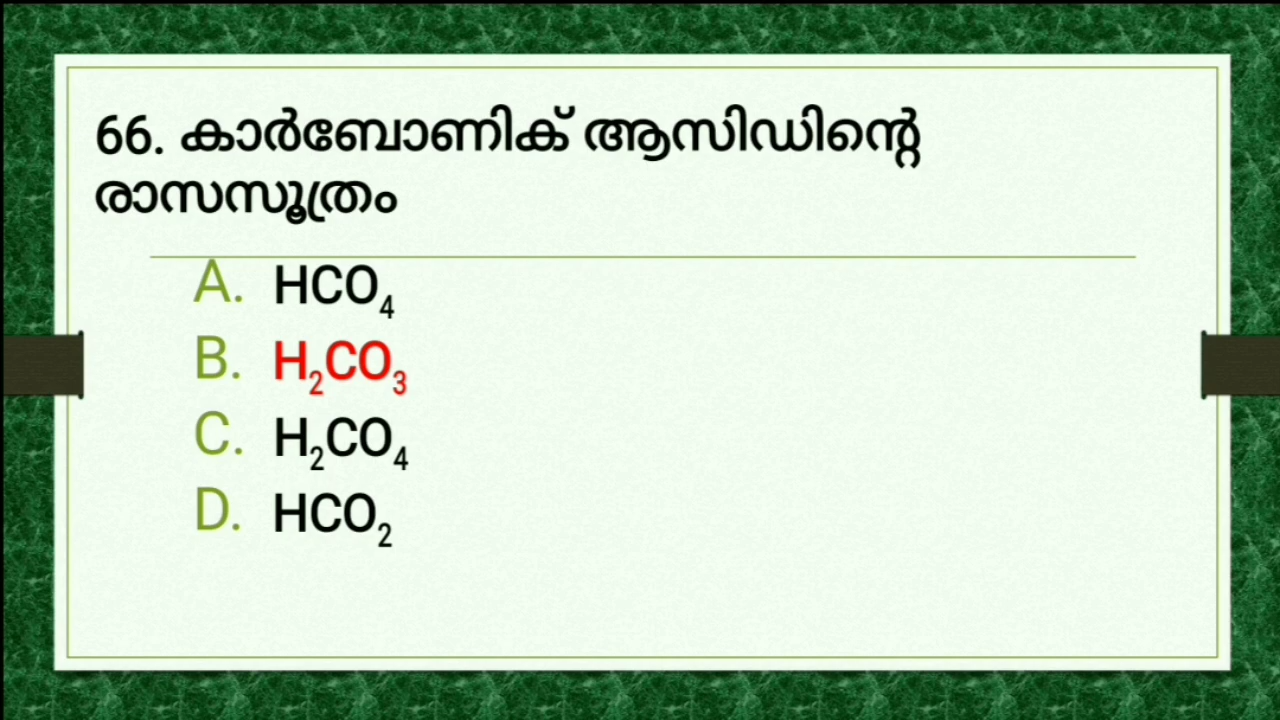 66. കാർബോണിക് ആസിഡിന്റെ
രാസസൂത്രം
A. HCO₄
B. H₂CO₃
C. H₂CO₄
D. HCO₂